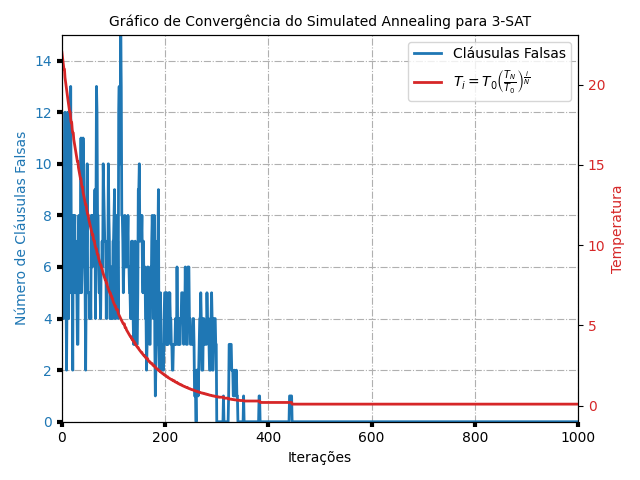 Gráfico de Convergência do Simulated Annealing para 3-SAT
Cláusulas Falsas
T_i = T_0(T_N/T_0)^{i/N}
Número de Cláusulas Falsas
14
12
10
8
6
4
2
0
20
15
10
5
0
Temperatura
0 200 400 600 800 1000
Iterações